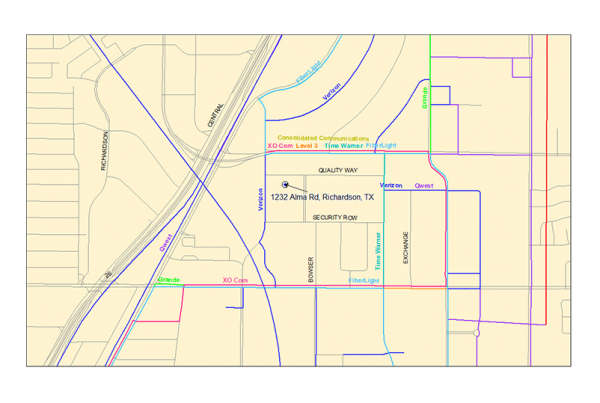 FiberLight
Verizon
Grande
CENTRAL
RICHARDSON
Consolidated Communications
XO Com Level 3 Time Warner FiberLight
QUALITY WAY
Verizon Qwest
1232 Alma Rd, Richardson, TX
Verizon
SECURITY ROW
Qwest
Time Warner
EXCHANGE
BOWSER
Grande
XO Com
FiberLight